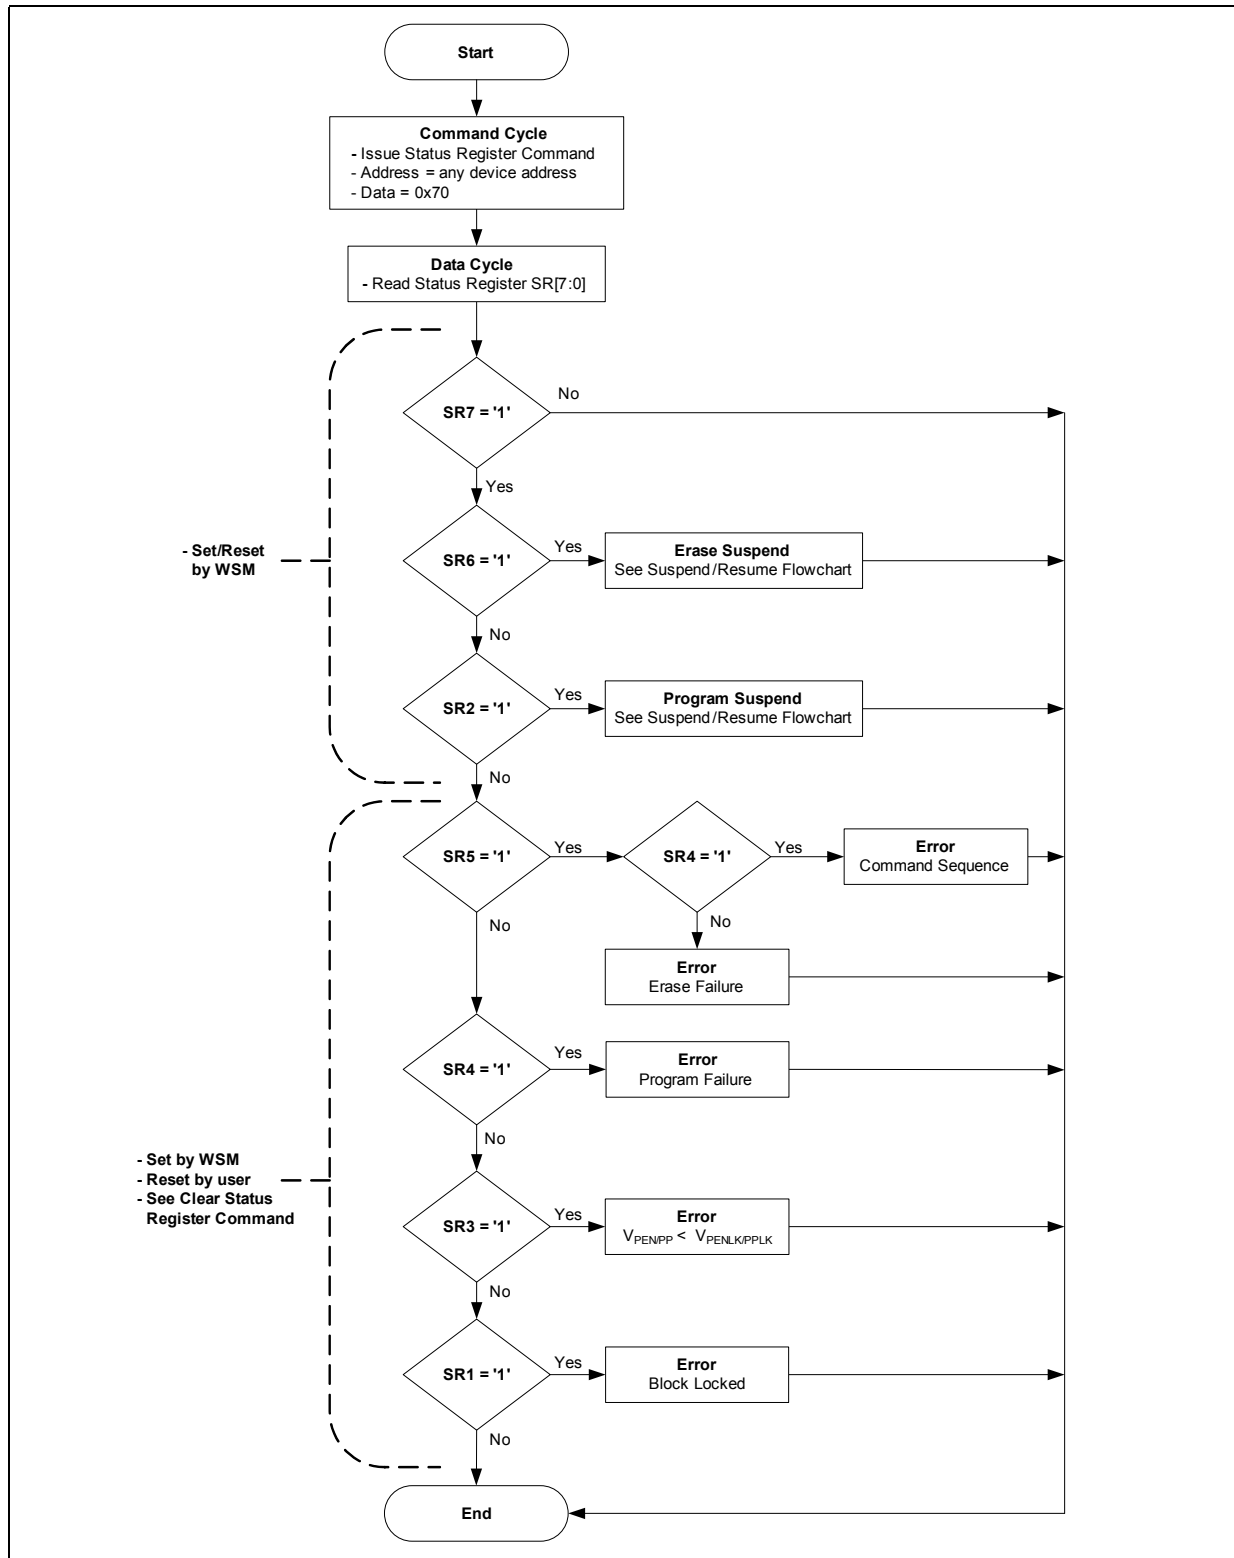 Start
Command Cycle
- Issue Status Register Command
- Address = any device address
- Data = 0x70
Data Cycle
- Read Status Register SR[7:0]
SR7 = '1'
No
Yes
- Set/Reset
by WSM
SR6 = '1'
Yes
Erase Suspend
See Suspend/Resume Flowchart
No
SR2 = '1'
Yes
Program Suspend
See Suspend/Resume Flowchart
No
SR5 = '1'
Yes
SR4 = '1'
Yes
Error
Command Sequence
No
No
Error
Erase Failure
SR4 = '1'
Yes
Error
Program Failure
No
- Set by WSM
- Reset by user
- See Clear Status
Register Command
SR3 = '1'
Yes
Error
VPEN/PP < VPENLK/PPLK
No
SR1 = '1'
Yes
Error
Block Locked
No
End